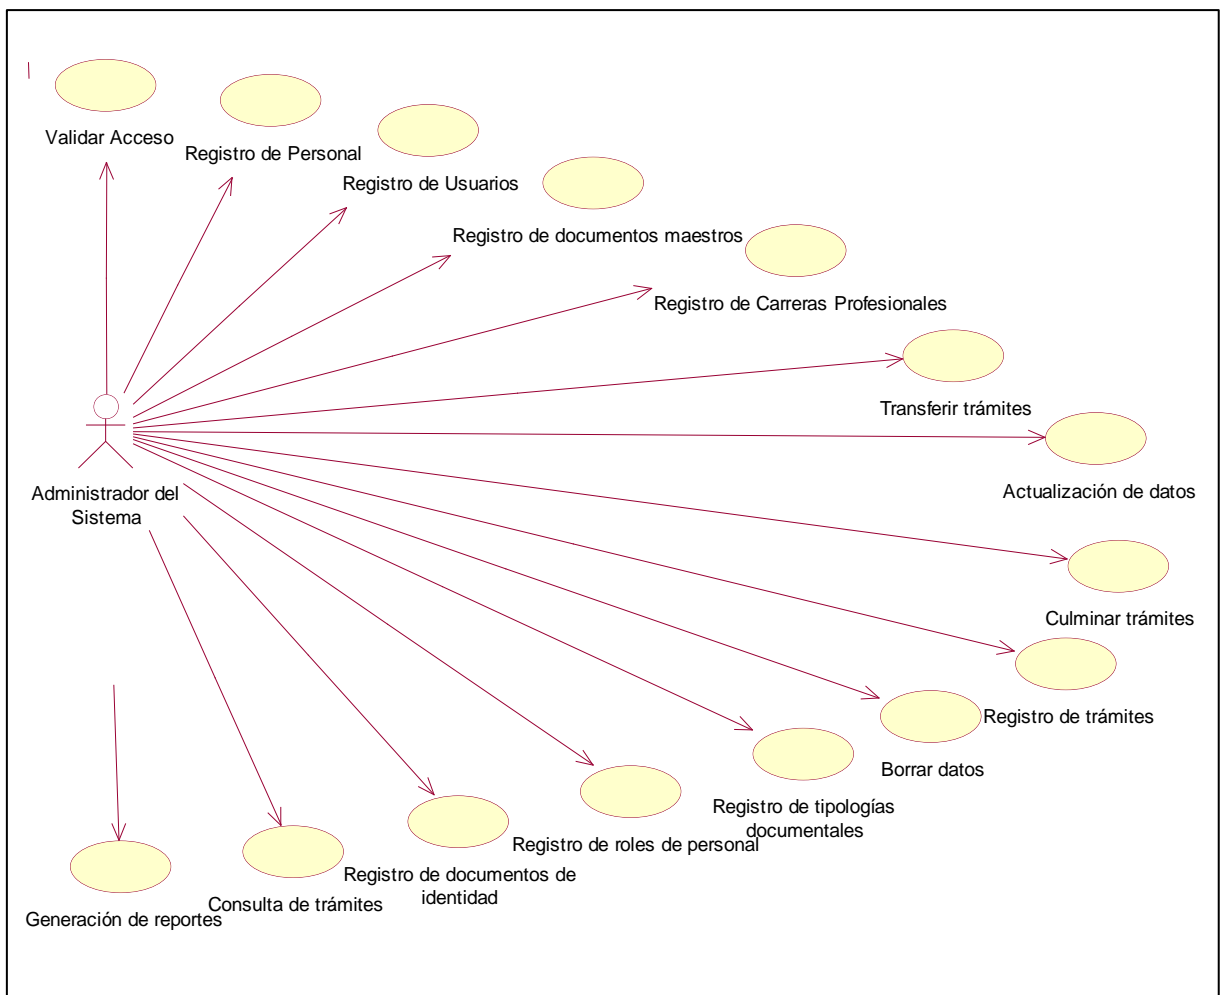 Validar Acceso
Registro de Personal
Registro de Usuarios
Registro de documentos maestros
Registro de Carreras Profesionales
Transferir trámites
Actualización de datos
Administrador del
Sistema
Culminar trámites
Registro de trámites
Borrar datos
Registro de tipologías
documentales
Registro de roles de personal
Registro de documentos de
identidad
Consulta de trámites
Generación de reportes